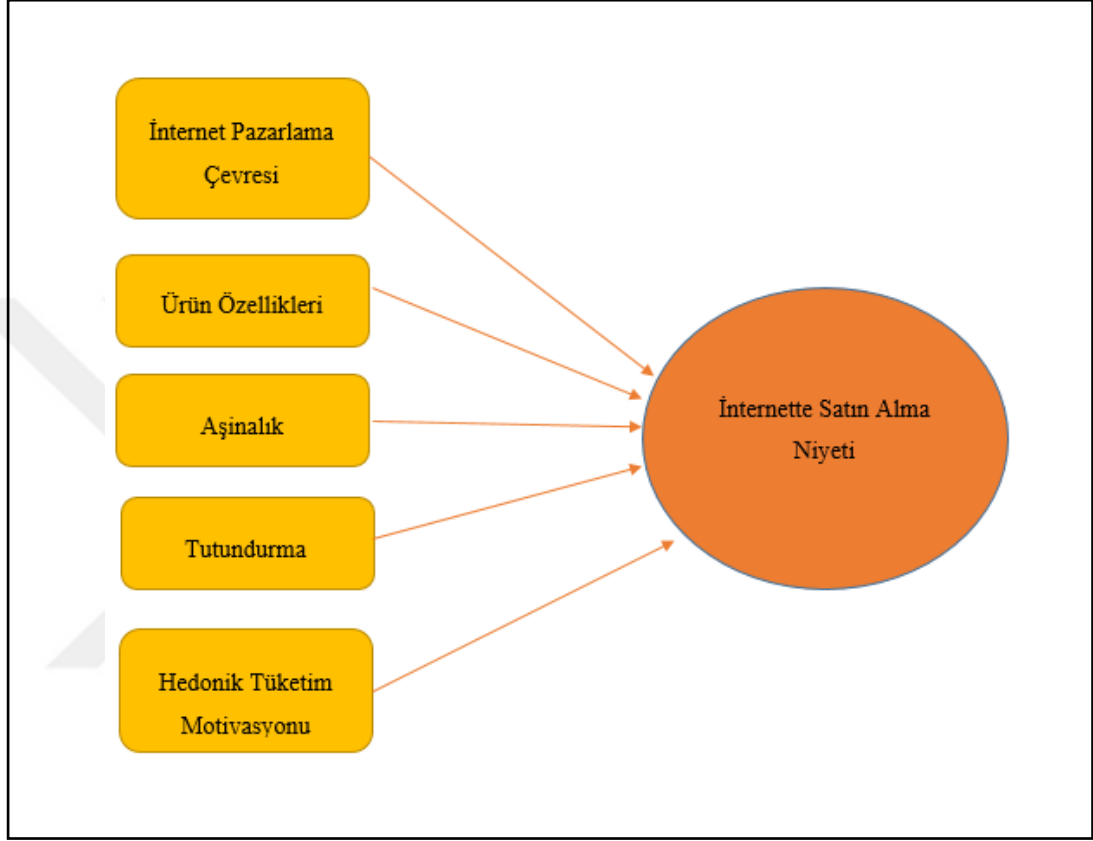 İnternet Pazarlama
Çevresi
Ürün Özellikleri
Aşinalık
Tutundurma
Hedonik Tüketim
Motivasyonu
İnternette Satın Alma
Niyeti